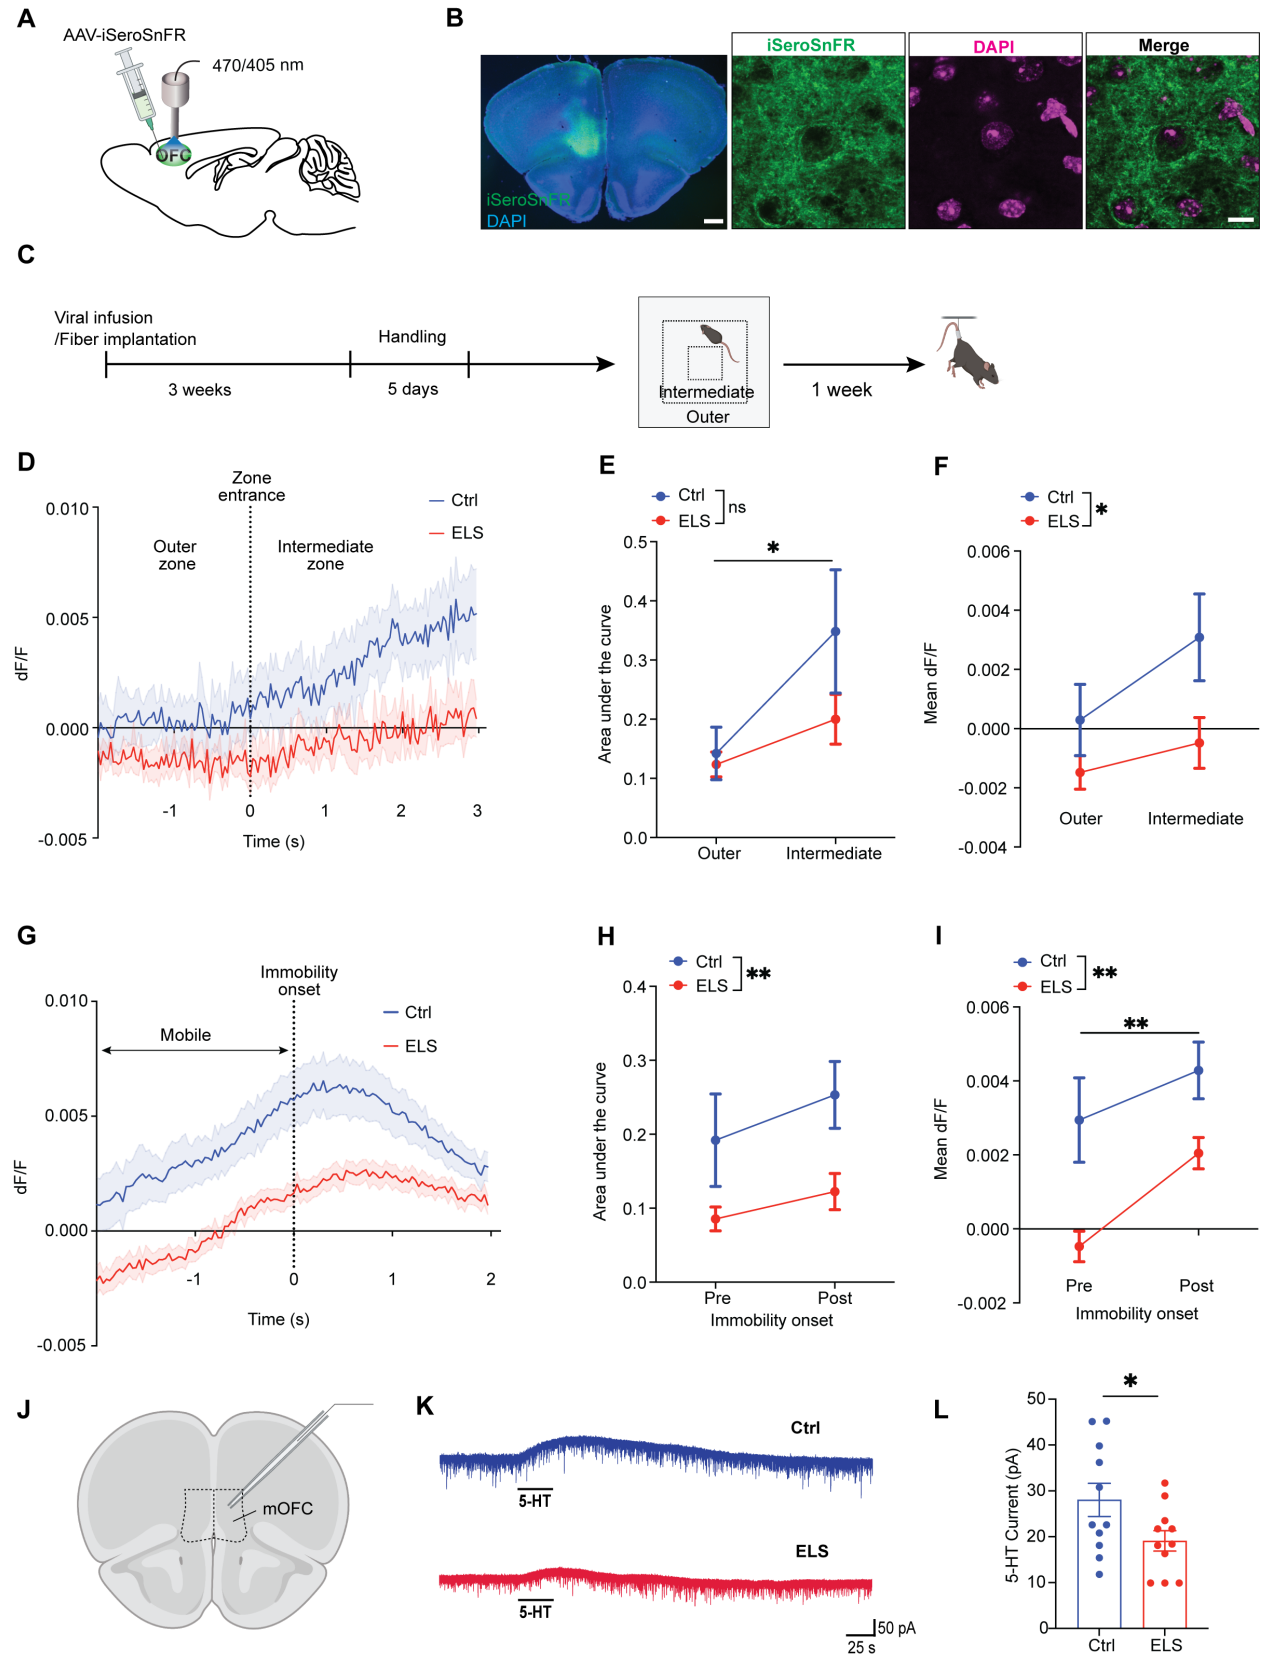 A
AAV-iSeroSnFR
470/405 nm
OFC
B
iSeroSnFR
DAPI
iSeroSnFR
DAPI
Merge
C
Viral infusion
/Fiber implantation
3 weeks
Handling
5 days
Intermediate
Outer
1 week
D
Zone
entrance
Ctrl
ELS
Outer
zone
Intermediate
zone
0.010
0.005
0.000
-0.005
dF/F
-1
0
1
2
3
Time (s)
E
Ctrl
ELS
ns
*
0.5
0.4
0.3
0.2
0.1
0.0
Area under the curve
Outer
Intermediate
F
Ctrl
ELS
*
0.006
0.004
0.002
0.000
-0.002
-0.004
Mean dF/F
Outer
Intermediate
G
Immobility
onset
Mobile
Ctrl
ELS
0.010
0.005
0.000
-0.005
dF/F
-1
0
1
2
Time (s)
H
Ctrl
ELS
**
0.4
0.3
0.2
0.1
0.0
Area under the curve
Pre
Post
Immobility onset
I
Ctrl
ELS
**
**
0.006
0.004
0.002
0.000
-0.002
Mean dF/F
Pre
Post
Immobility onset
J
mOFC
K
Ctrl
5-HT
ELS
5-HT
50 pA
25 s
L
*
50
40
30
20
10
0
5-HT Current (pA)
Ctrl
ELS